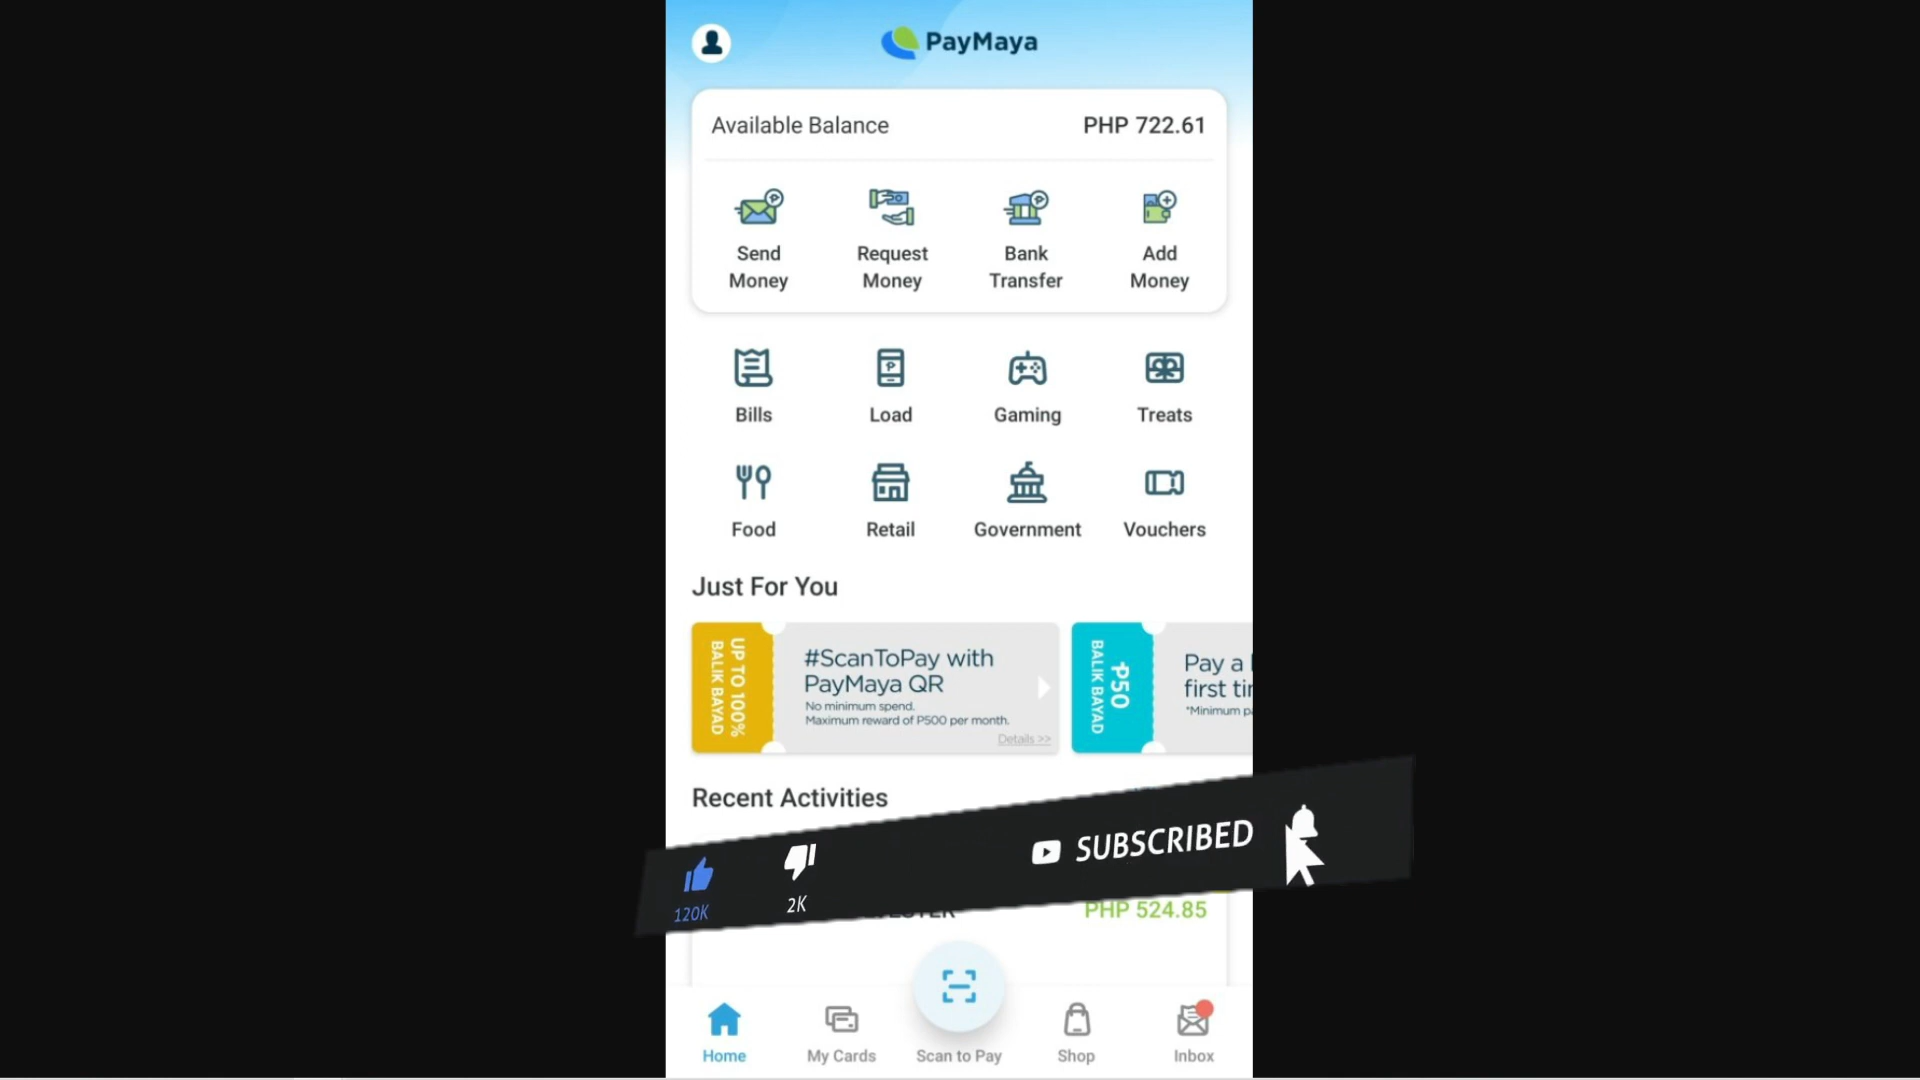 PayMaya
Available Balance PHP 722.61
Send Money
Request Money
Bank Transfer
Add Money
Bills
Load
Gaming
Treats
Food
Retail
Government
Vouchers
Just For You
UP TO 100%
BALIK BAYAD
#ScanToPay with
PayMaya QR
No minimum spend.
Maximum reward of P500 per month.
Details >>
₱50
BALIK BAYAD
Pay a
first
*Minimum
Recent Activities
120K
2K
SUBSCRIBED
PHP 524.85
Home
My Cards
Scan to Pay
Shop
Inbox